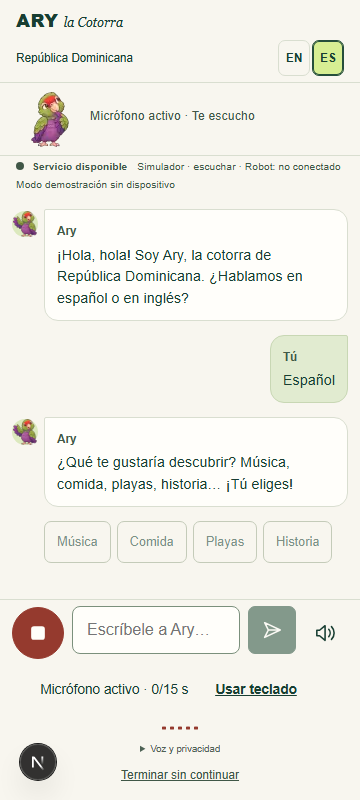 ARY la Cotorra
República Dominicana
EN
ES
Micrófono activo · Te escucho
Servicio disponible Simulador · escuchar · Robot: no conectado
Modo demostración sin dispositivo
Ary
¡Hola, hola! Soy Ary, la cotorra de
República Dominicana. ¿Hablamos en
español o en inglés?
Tú
Español
Ary
¿Qué te gustaría descubrir? Música,
comida, playas, historia… ¡Tú eliges!
Música
Comida
Playas
Historia
Escríbele a Ary…
Micrófono activo · 0/15 s
Usar teclado
Voz y privacidad
N
Terminar sin continuar